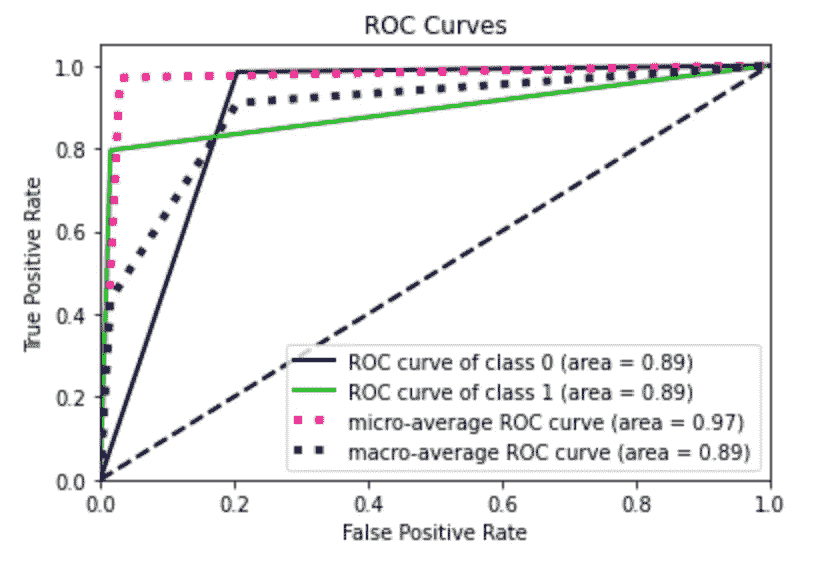 ROC Curves
1.0
0.8
0.6
0.4
0.2
0.0
True Positive Rate
ROC curve of class 0 (area = 0.89)
ROC curve of class 1 (area = 0.89)
micro-average ROC curve (area = 0.97)
macro-average ROC curve (area = 0.89)
0.0 0.2 0.4 0.6 0.8 1.0
False Positive Rate